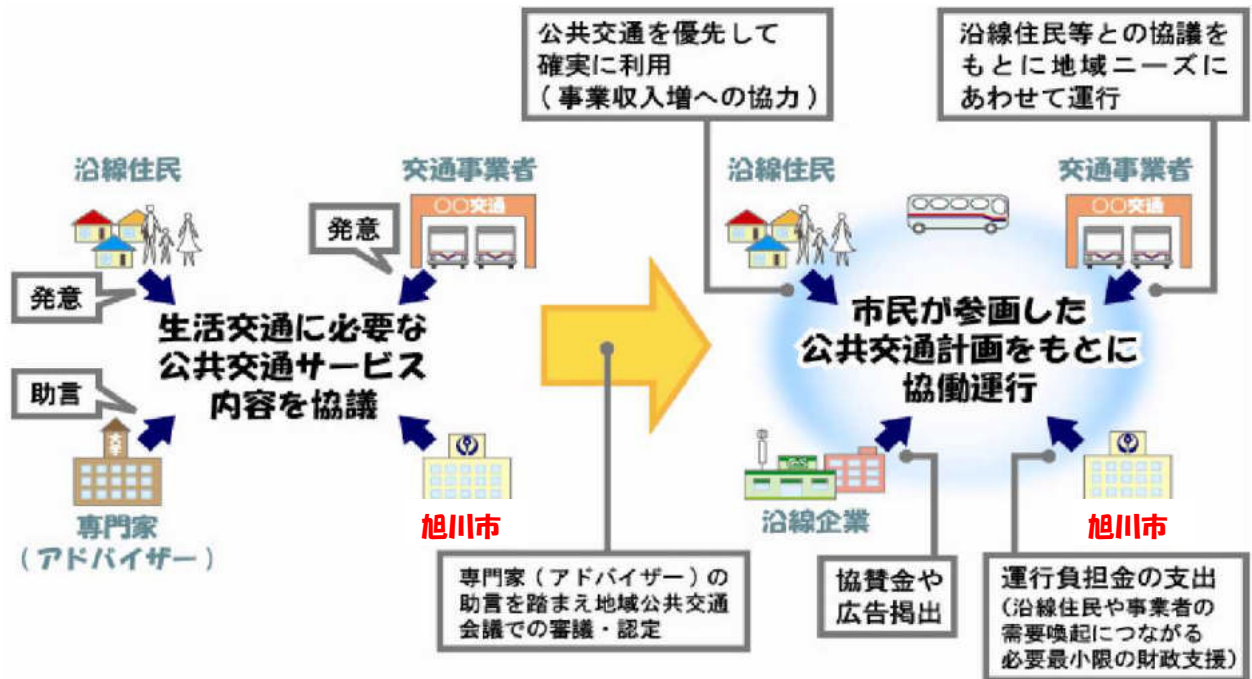 公共交通を優先して
確実に利用
（事業収入増への協力）
沿線住民等との協議を
もとに地域ニーズに
あわせて運行
沿線住民
交通事業者
〇〇交通
発意
発意
生活交通に必要な
公共交通サービス
内容を協議
助言
大学
専門家
（アドバイザー）
旭川市
専門家（アドバイザー）の
助言を踏まえ地域公共交通
会議での審議・認定
沿線住民
交通事業者
〇〇交通
市民が参画した
公共交通計画をもとに
協働運行
沿線企業
旭川市
協賛金や
広告掲出
運行負担金の支出
（沿線住民や事業者の
需要喚起につながる
必要最小限の財政支援）